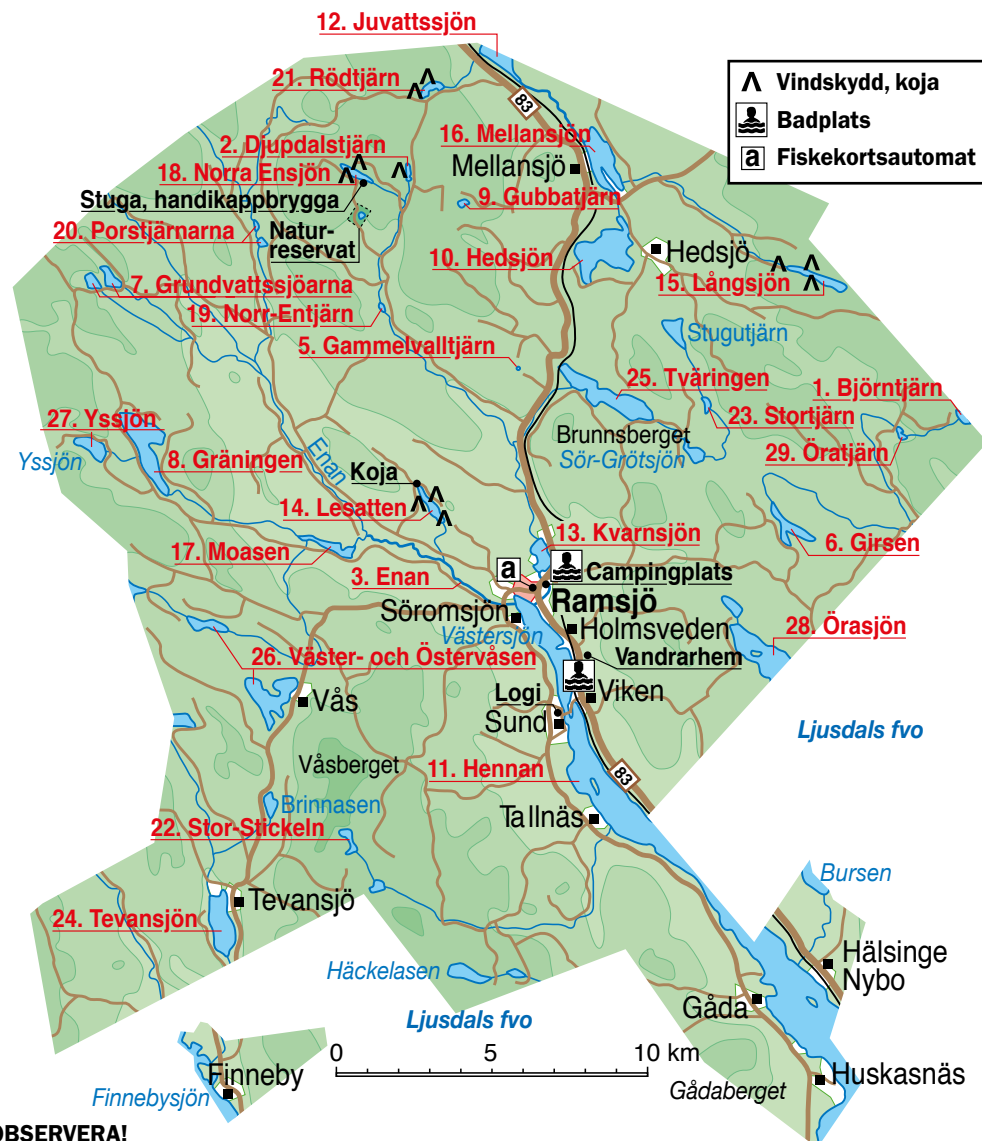 12. Juvattssjön
21. Rödtjärn
83
Vindskydd, koja
Badplats
a Fiskekortsautomat
16. Mellansjön
2. Djupdalstjärn
Mellansjö
18. Norra Ensjön
Stuga, handikappbrygga
9. Gubbatjärn
20. Porstjärnarna
Natur-
reservat
10. Hedsjön
Hedsjö
7. Grundvattssjöarna
15. Långsjön
19. Norr-Entjärn
Stugutjärn
5. Gammelvalltjärn
25. Tväringen
1. Björntjärn
27. Yssjön
23. Stortjärn
Brunnsberget
Yssjön
Enan
Sör-Grötsjön
29. Öratjärn
8. Gräningen
Koja
14. Lesatten
13. Kvarnsjön
6. Girsen
17. Moasen
a
3. Enan
Campingplats
Ramsjö
Söromsjön
Västersjön
Holmsveden
28. Örasjön
26. Väster- och Östervåsen
Vandrarhem
Vås
Logi
Viken
Sund
Ljusdals fvo
Våsberget
11. Hennan
83
Brinnasen
Tallnäs
22. Stor-Stickeln
Bursen
Tevansjö
24. Tevansjön
Hälsinge
Nybo
Häckelasen
Gåda
Ljusdals fvo
0 5 10 km
Finneby
Huskasnäs
Finnebysjön
Gådaberget
OBSERVERA!